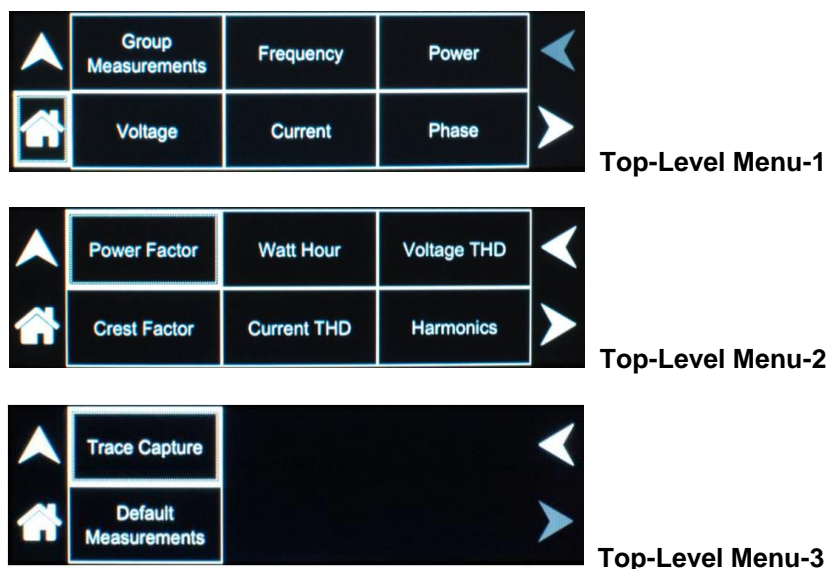 Group
Measurements
Frequency
Power
Voltage
Current
Phase
Top-Level Menu-1
Power Factor
Watt Hour
Voltage THD
Crest Factor
Current THD
Harmonics
Top-Level Menu-2
Trace Capture
Default
Measurements
Top-Level Menu-3